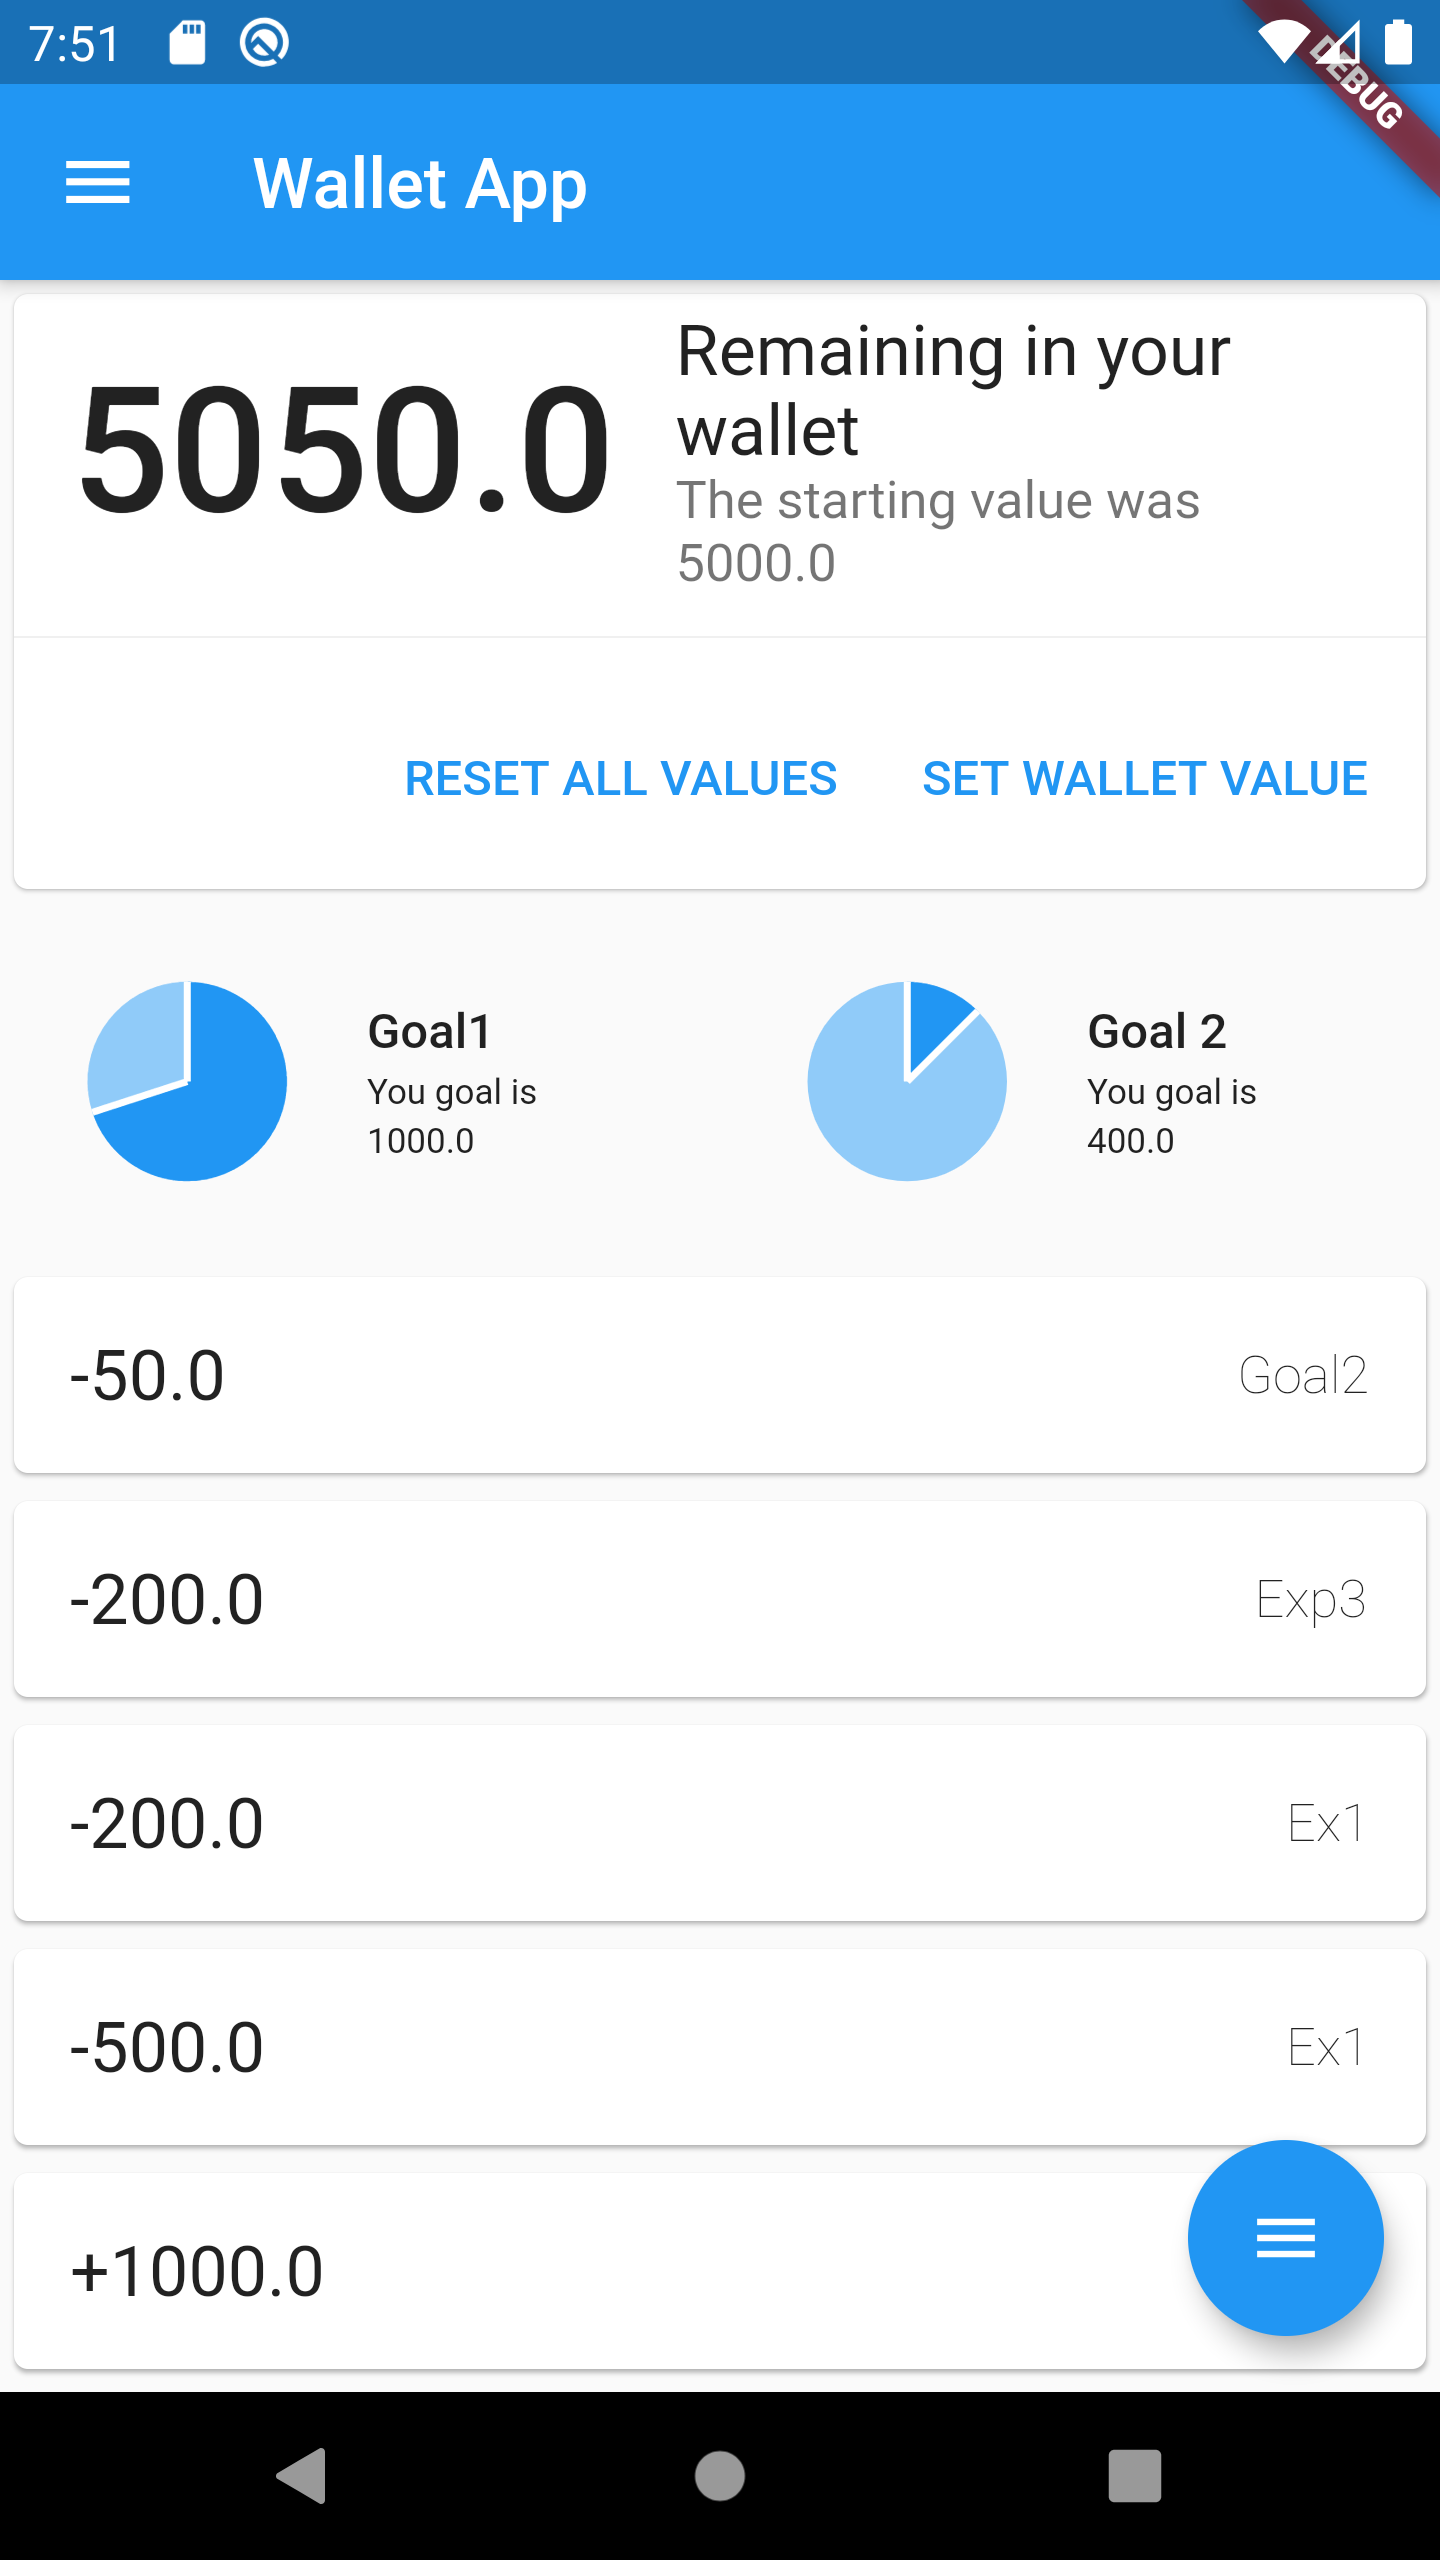 7:51
DEBUG
Wallet App
5050.0
Remaining in your
wallet
The starting value was
5000.0
RESET ALL VALUES
SET WALLET VALUE
Goal1
You goal is
1000.0
Goal 2
You goal is
400.0
-50.0
Goal2
-200.0
Exp3
-200.0
Ex1
-500.0
Ex1
+1000.0